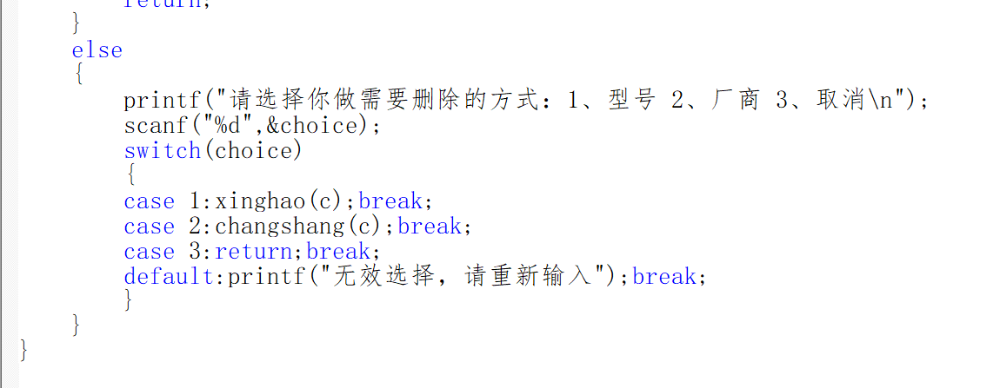 return;
}
else
{
printf("请选择你做需要删除的方式：1、型号 2、厂商 3、取消\n");
scanf("%d",&choice);
switch(choice)
{
case 1:xinghao(c);break;
case 2:changshang(c);break;
case 3:return;break;
default:printf("无效选择，请重新输入");break;
}
}
}